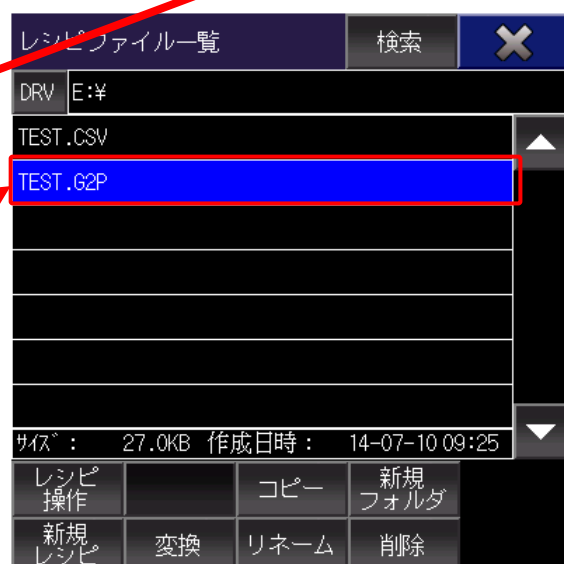 レシピファイル一覧 検索
DRV E:¥
TEST.CSV
TEST.G2P
ｻｲｽﾞ： 27.0KB 作成日時： 14-07-10 09:25
レシピ
操作
コピー
新規
フォルダ
新規
レシピ
変換
リネーム
削除